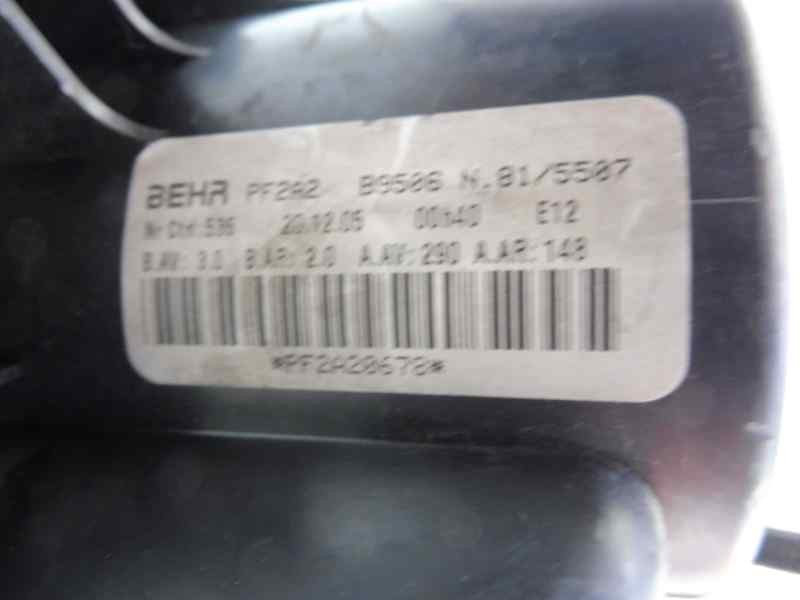 BEHR PF2A2 B9506 N.81/5507
Nr Chr:536 20.12.05 00h40 E12
B.AV: 3.0 B.AR: 2.0 A.AV:290 A.AR:148
*PF2A20678*